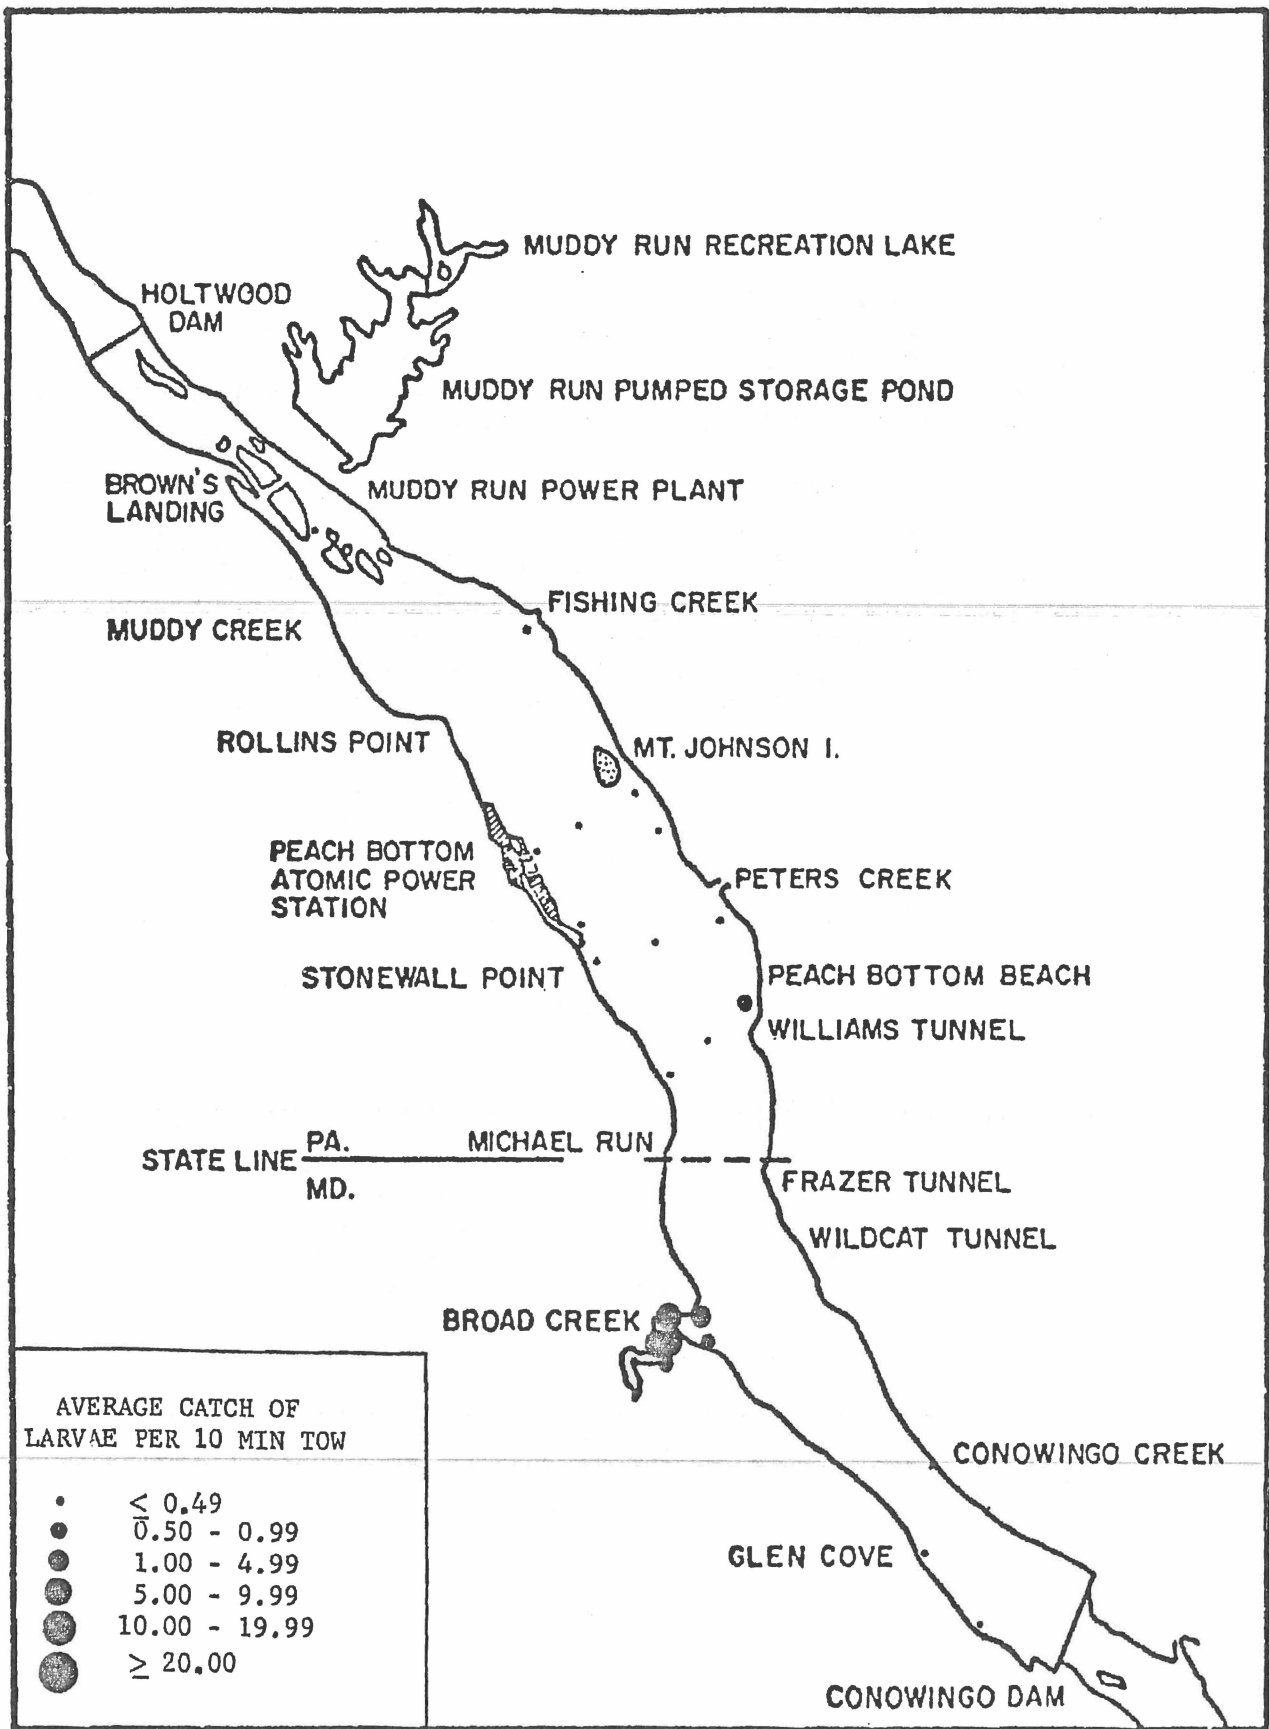 MUDDY RUN RECREATION LAKE
HOLTWOOD
DAM
MUDDY RUN PUMPED STORAGE POND
BROWN'S
LANDING
MUDDY RUN POWER PLANT
FISHING CREEK
MUDDY CREEK
ROLLINS POINT
MT. JOHNSON I.
PEACH BOTTOM
ATOMIC POWER
STATION
PETERS CREEK
STONEWALL POINT
PEACH BOTTOM BEACH
WILLIAMS TUNNEL
STATE LINE
PA.
MD.
MICHAEL RUN
FRAZER TUNNEL
WILDCAT TUNNEL
BROAD CREEK
AVERAGE CATCH OF
LARVAE PER 10 MIN TOW
≤ 0.49
0.50 - 0.99
1.00 - 4.99
5.00 - 9.99
10.00 - 19.99
≥ 20.00
CONOWINGO CREEK
GLEN COVE
CONOWINGO DAM